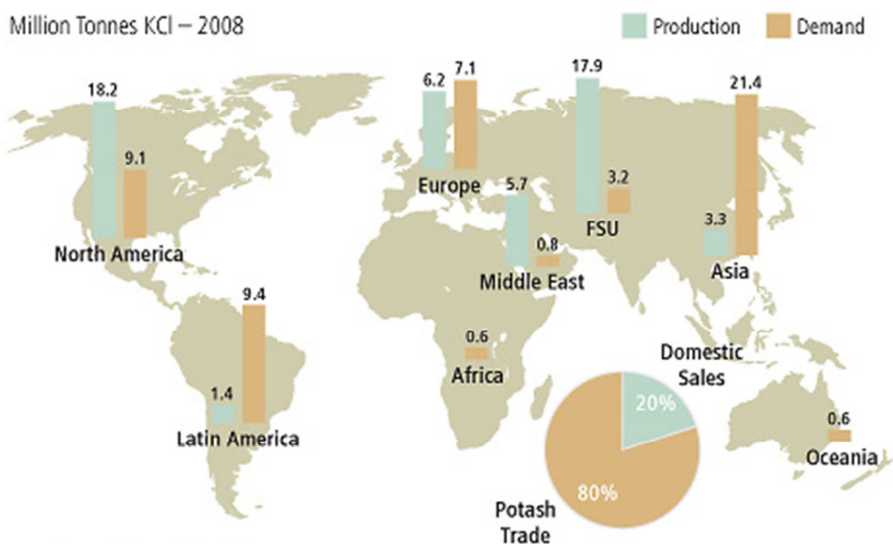 Million Tonnes KCl – 2008
Production
Demand
18.2
9.1
North America
9.4
1.4
Latin America
6.2
7.1
Europe
5.7
0.8
Middle East
17.9
3.2
FSU
21.4
3.3
Asia
0.6
Africa
0.6
Oceania
Domestic
Sales
20%
80%
Potash
Trade